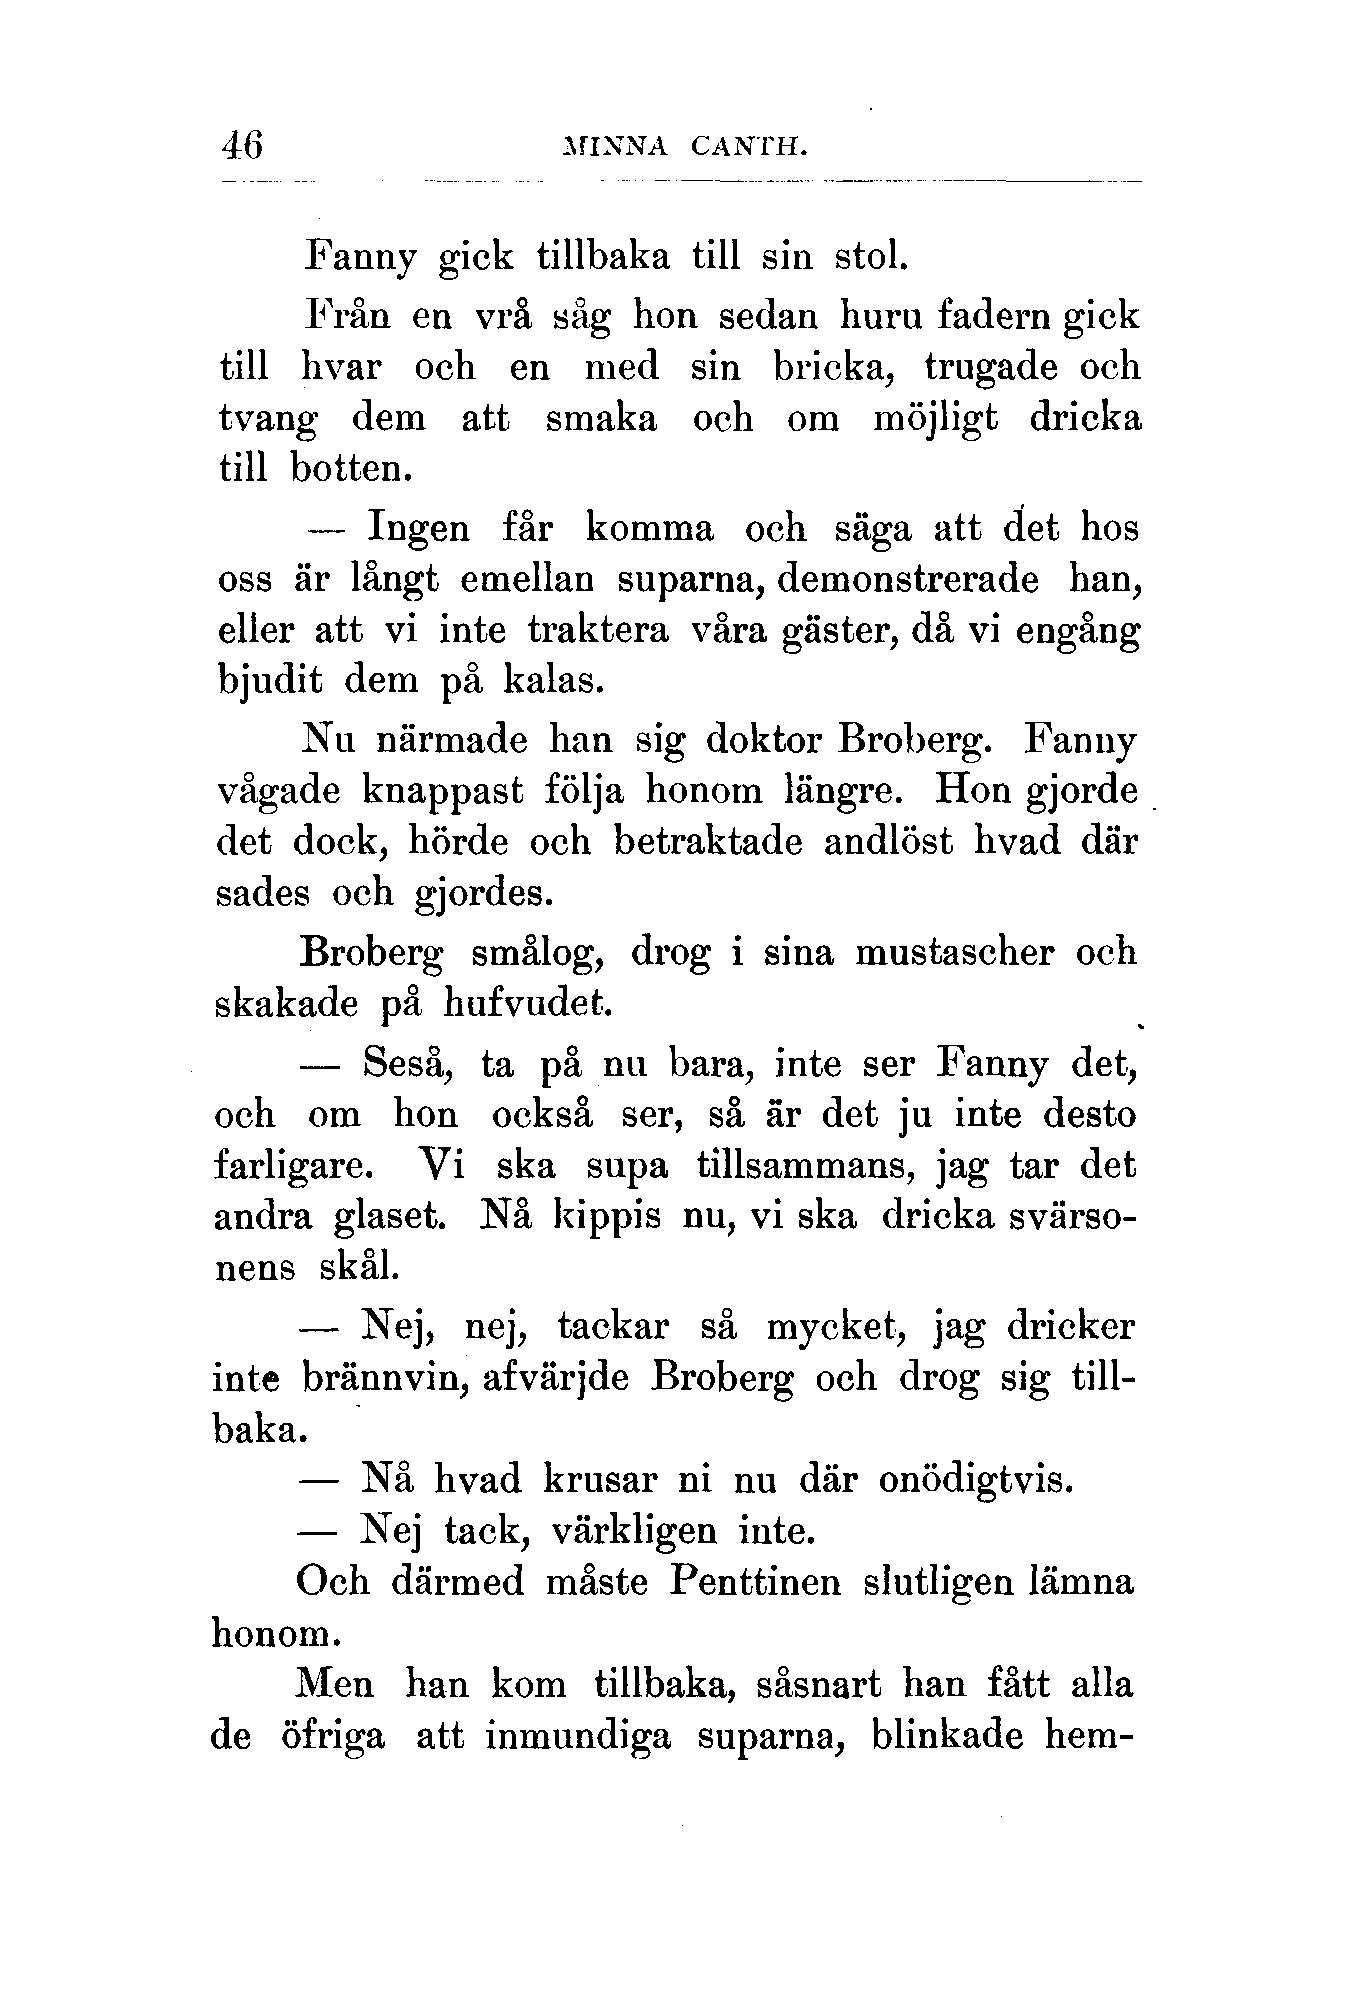 46 MINNA CANTH.
Fanny gick tillbaka till sin stol.
Från en vrå såg hon sedan huru fadern gick
till hvar och en med sin bricka, trugade och
tvang dem att smaka och om möjligt dricka
till botten.
— Ingen får komma och säga att det hos
oss är långt emellan suparna, demonstrerade han,
eller att vi inte traktera våra gäster, då vi engång
bjudit dem på kalas.
Nu närmade han sig doktor Broberg. Fanny
vågade knappast följa honom längre. Hon gjorde
det dock, hörde och betraktade andlöst hvad där
sades och gjordes.
Broberg smålog, drog i sina mustascher och
skakade på hufvudet.
— Seså, ta på nu bara, inte ser Fanny det,
och om hon också ser, så är det ju inte desto
farligare. Vi ska supa tillsammans, jag tar det
andra glaset. Nå kippis nu, vi ska dricka svärso-
nens skål.
— Nej, nej, tackar så mycket, jag dricker
inte brännvin, afvärjde Broberg och drog sig till-
baka.
— Nå hvad krusar ni nu där onödigtvis.
— Nej tack, värkligen inte.
Och därmed måste Penttinen slutligen lämna
honom.
Men han kom tillbaka, såsnart han fått alla
de öfriga att inmundiga suparna, blinkade hem-